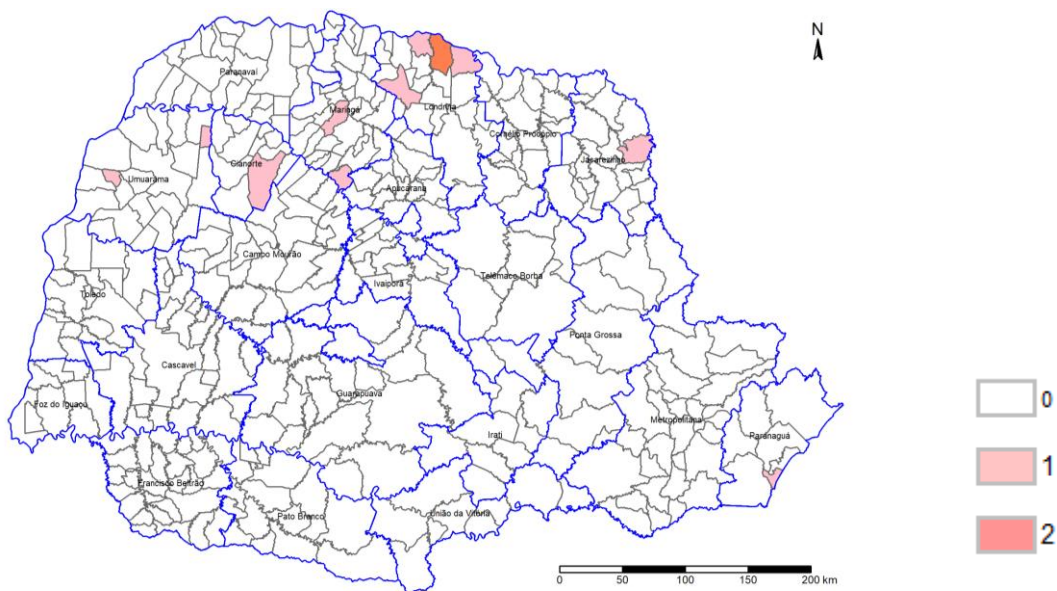 N
Paranavaí
Londrina
Maringá
Cornélio Procópio
Cianorte
Jacarezinho
Umuarama
Apucarana
Campo Mourão
Telêmaco Borba
Ivaiporã
Toledo
Ponta Grossa
Cascavel
Guarapuava
Foz do Iguaçu
Metropolitana
Irati
Paranaguá
Francisco Beltrão
União da Vitória
Pato Branco
0 50 100 150 200 km
0
1
2